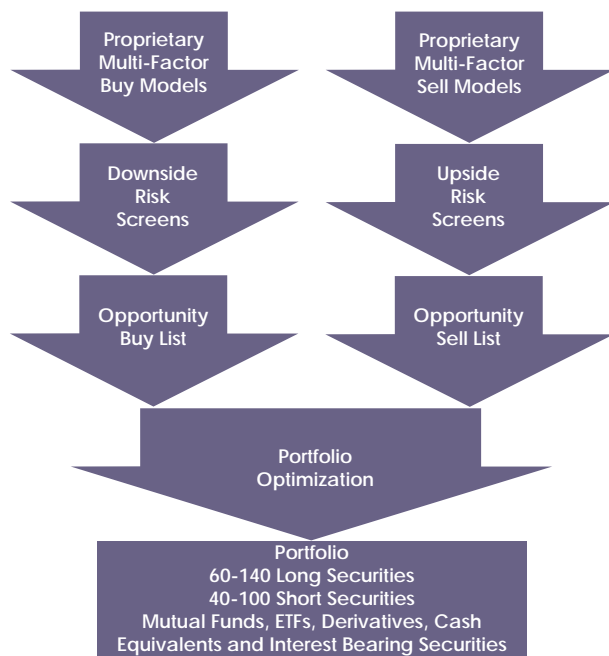 Proprietary
Multi-Factor
Buy Models
Proprietary
Multi-Factor
Sell Models
Downside
Risk
Screens
Upside
Risk
Screens
Opportunity
Buy List
Opportunity
Sell List
Portfolio
Optimization
Portfolio
60-140 Long Securities
40-100 Short Securities
Mutual Funds, ETFs, Derivatives, Cash
Equivalents and Interest Bearing Securities